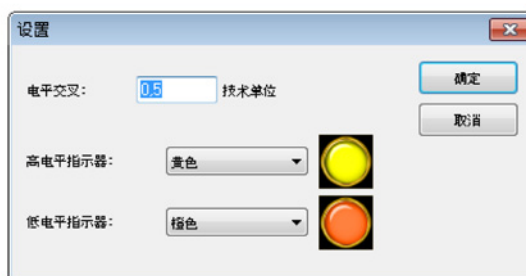 设置
电平交叉: 0.5 技术单位
确定
取消
高电平指示器: 黄色
低电平指示器: 橙色